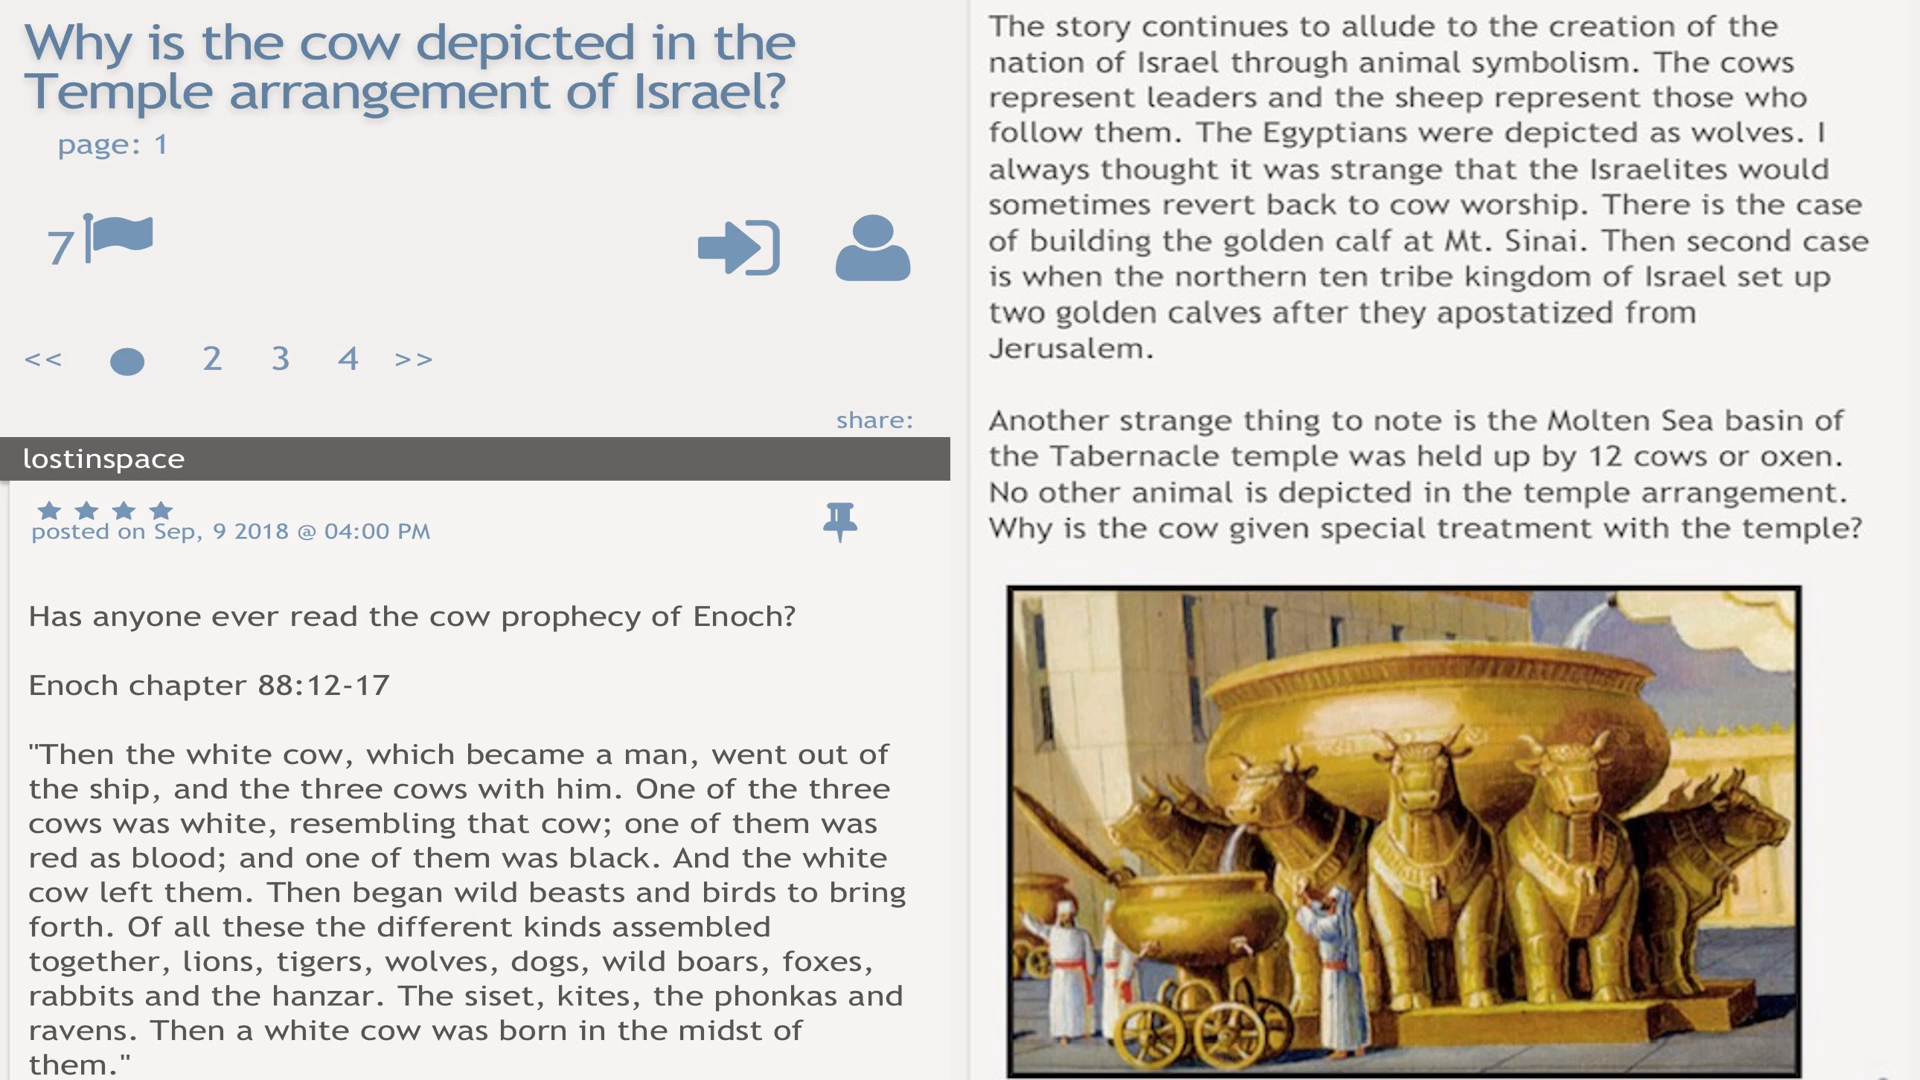 Why is the cow depicted in the
Temple arrangement of Israel?
page: 1
7
<< 2 3 4 >>
share:
lostinspace
posted on Sep, 9 2018 @ 04:00 PM
Has anyone ever read the cow prophecy of Enoch?
Enoch chapter 88:12-17
"Then the white cow, which became a man, went out of
the ship, and the three cows with him. One of the three
cows was white, resembling that cow; one of them was
red as blood; and one of them was black. And the white
cow left them. Then began wild beasts and birds to bring
forth. Of all these the different kinds assembled
together, lions, tigers, wolves, dogs, wild boars, foxes,
rabbits and the hanzar. The siset, kites, the phonkas and
ravens. Then a white cow was born in the midst of
them."
The story continues to allude to the creation of the
nation of Israel through animal symbolism. The cows
represent leaders and the sheep represent those who
follow them. The Egyptians were depicted as wolves. I
always thought it was strange that the Israelites would
sometimes revert back to cow worship. There is the case
of building the golden calf at Mt. Sinai. Then second case
is when the northern ten tribe kingdom of Israel set up
two golden calves after they apostatized from
Jerusalem.
Another strange thing to note is the Molten Sea basin of
the Tabernacle temple was held up by 12 cows or oxen.
No other animal is depicted in the temple arrangement.
Why is the cow given special treatment with the temple?